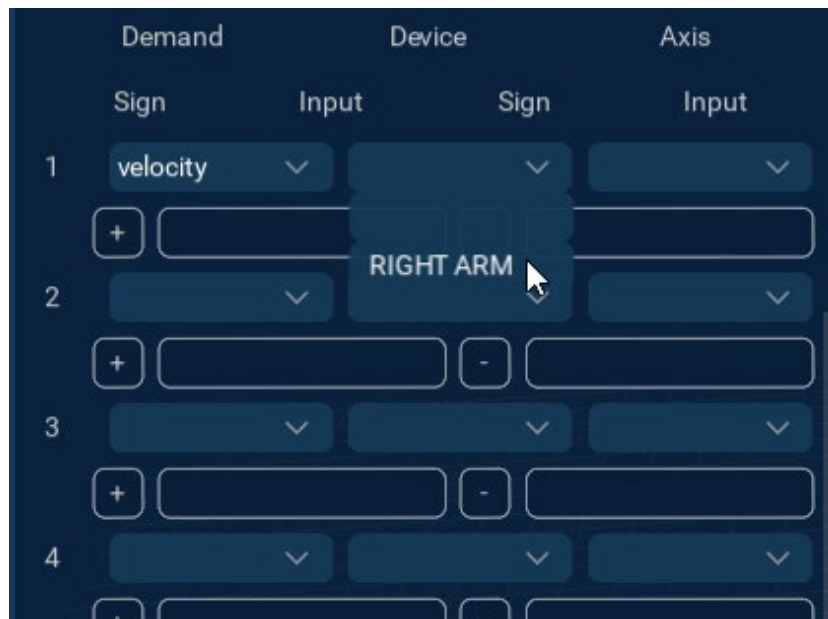 Demand Device Axis
Sign Input Sign Input
1 velocity
+
RIGHT ARM
2
+ -
3
+ -
4